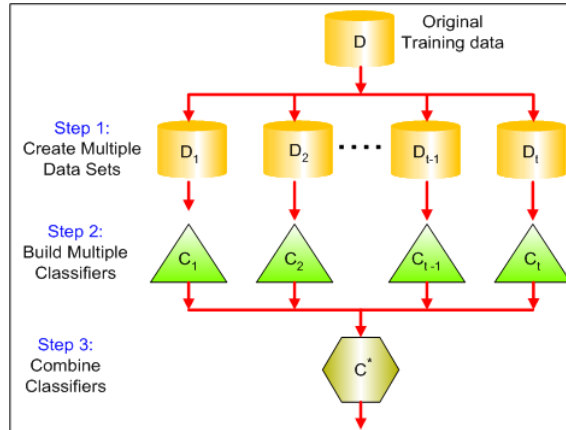 Original
Training data
D
Step 1:
Create Multiple
Data Sets
D1
D2
....
Dt-1
Dt
Step 2:
Build Multiple
Classifiers
C1
C2
Ct-1
Ct
Step 3:
Combine
Classifiers
C*